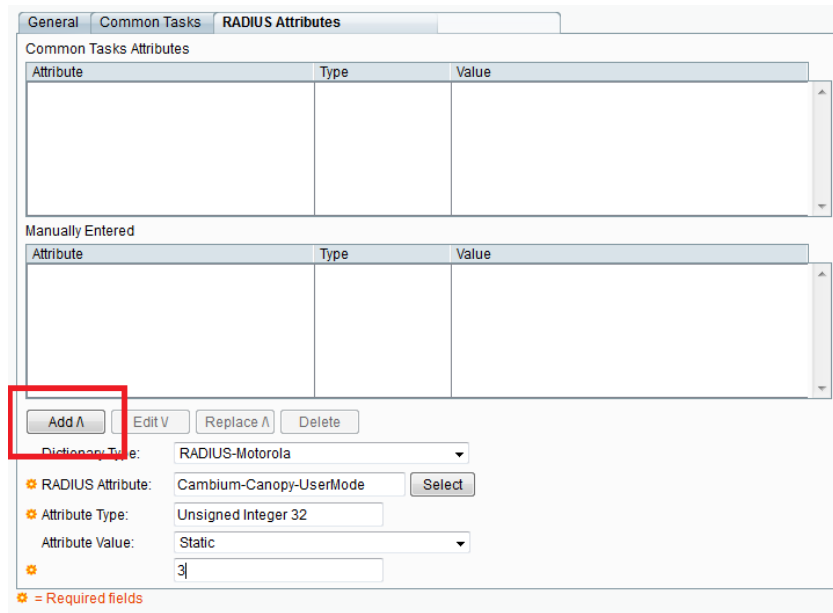 General Common Tasks RADIUS Attributes
Common Tasks Attributes
Attribute Type Value
Manually Entered
Attribute Type Value
Add /\ Edit V Replace /\ Delete
Dictionary Type: RADIUS-Motorola
RADIUS Attribute: Cambium-Canopy-UserMode Select
Attribute Type: Unsigned Integer 32
Attribute Value: Static
3
= Required fields